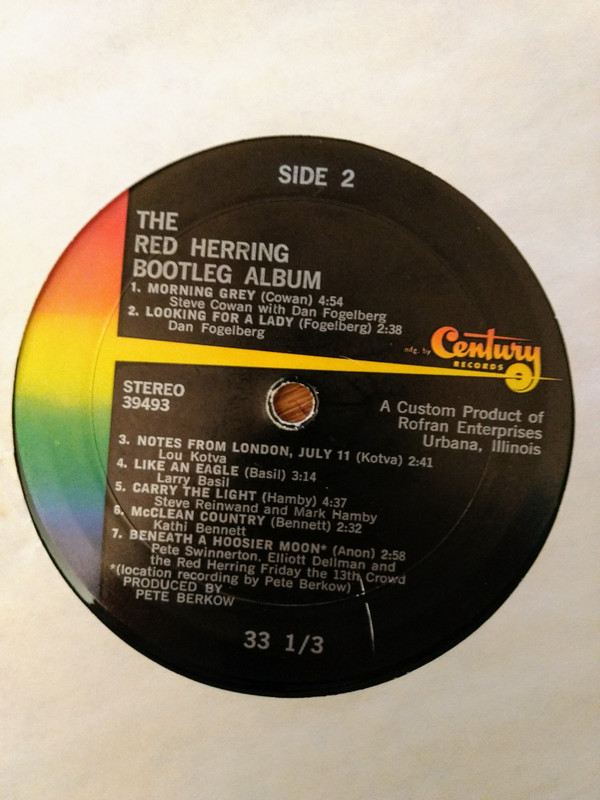 SIDE 2
THE
RED HERRING
BOOTLEG ALBUM
1. MORNING GREY (Cowan) 4:54
Steve Cowan with Dan Fogelberg
2. LOOKING FOR A LADY (Fogelberg) 2:38
Dan Fogelberg
mfg. by Century
RECORDS
STEREO
39493
A Custom Product of
Rofran Enterprises
Urbana, Illinois
3. NOTES FROM LONDON, JULY 11 (Kotva) 2:41
Lou Kotva
4. LIKE AN EAGLE (Basil) 3:14
Larry Basil
5. CARRY THE LIGHT (Hamby) 4:37
Steve Reinwand and Mark Hamby
6. McCLEAN COUNTRY (Bennett) 2:32
Kathi Bennett
7. BENEATH A HOOSIER MOON* (Anon) 2:58
Pete Swinnerton, Elliott Dellman and
the Red Herring Friday the 13th Crowd
*(location recording by Pete Berkow)
PRODUCED BY
PETE BERKOW
33 1/3